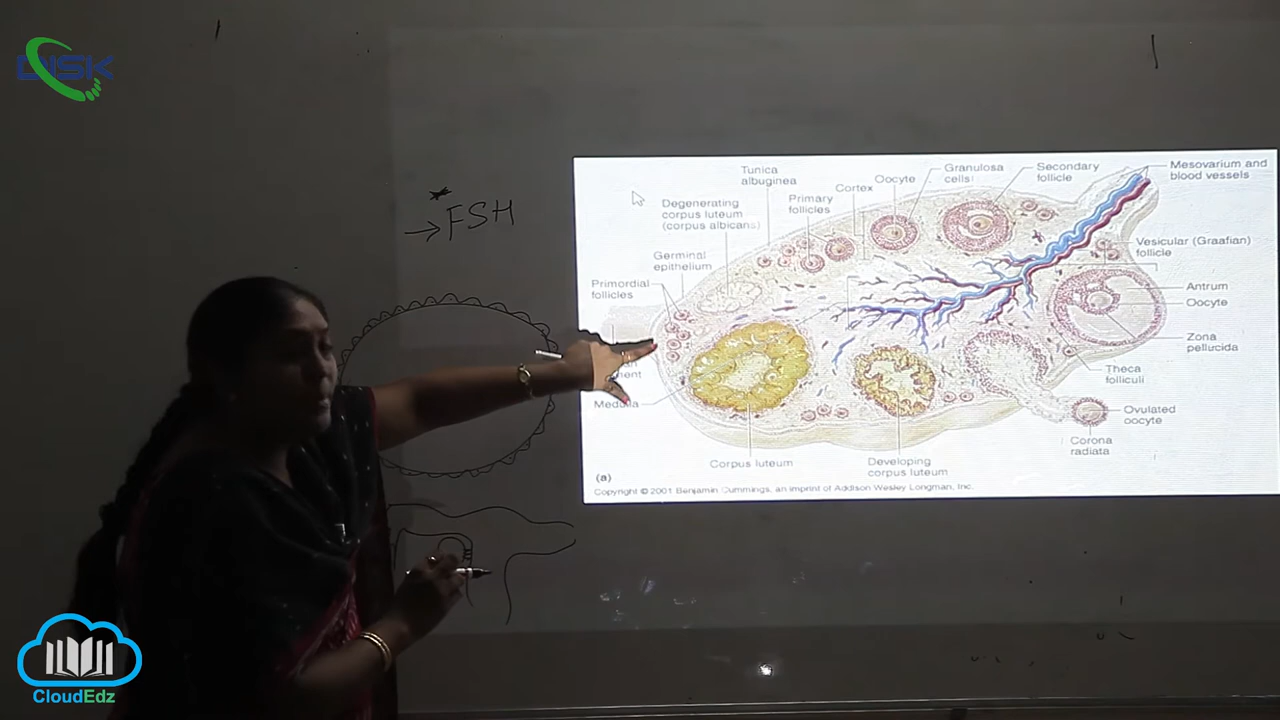 DISK
FSH
Tunica
albuginea
Degenerating
corpus luteum
(corpus albicans)
Germinal
epithelium
Primordial
follicles
Primary
follicles
Cortex
Oocyte
Granulosa
cells
Secondary
follicle
Mesovarium and
blood vessels
Vesicular (Graafian)
follicle
Antrum
Oocyte
Zona
pellucida
Theca
folliculi
Ovulated
oocyte
Corona
radiata
Medulla
Corpus luteum
Developing
corpus luteum
(a)
Copyright © 2001 Benjamin Cummings, an imprint of Addison Wesley Longman, Inc.
CloudEdz